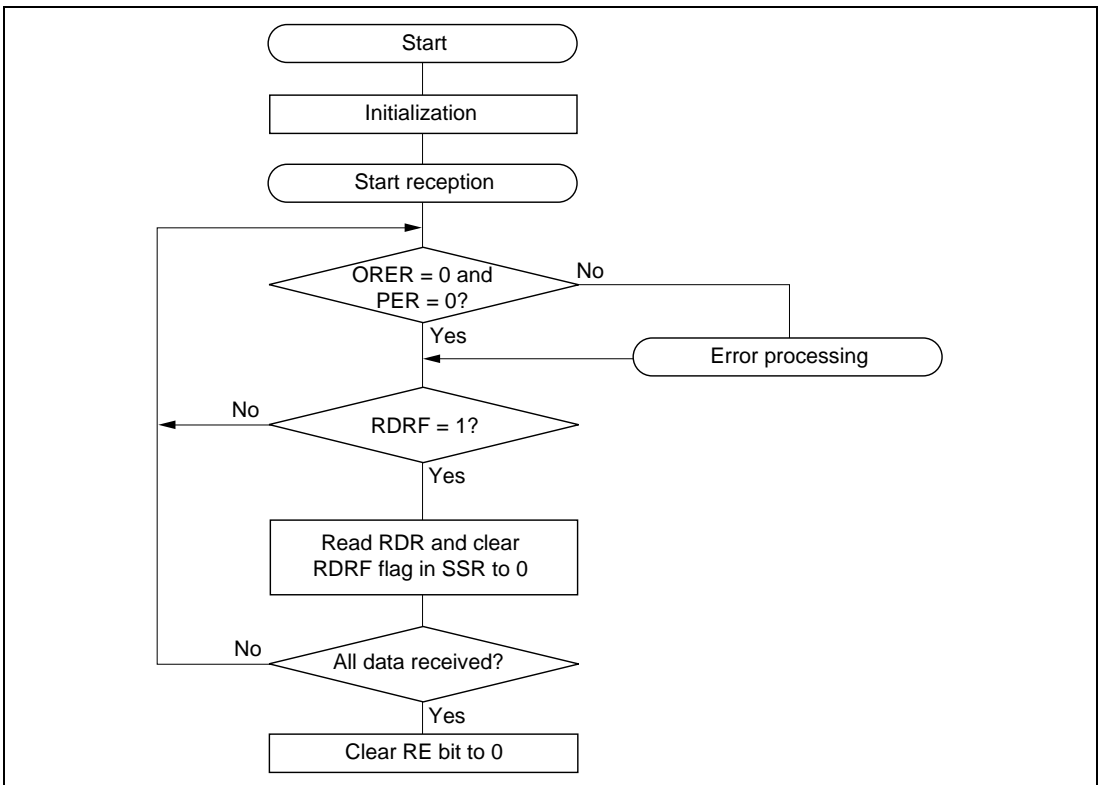 Start
Initialization
Start reception
ORER = 0 and
PER = 0?
No
Yes
Error processing
No
RDRF = 1?
Yes
Read RDR and clear
RDRF flag in SSR to 0
No
All data received?
Yes
Clear RE bit to 0